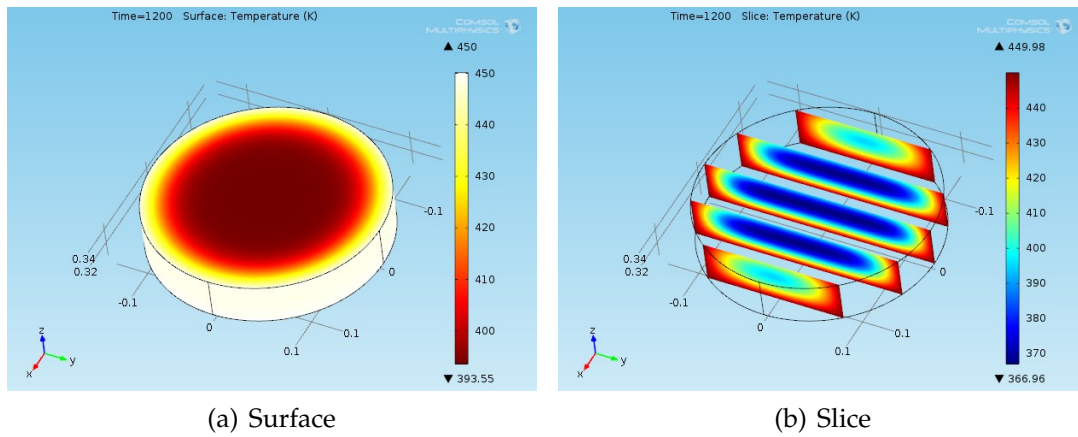 Time=1200 Surface: Temperature (K)
COMSOL
MULTIPHYSICS
▲ 450
450
440
430
420
410
400
▼ 393.55
-0.1
0
0.1
0.34
0.32
-0.1
0
0.1
z
y
x
(a) Surface
Time=1200 Slice: Temperature (K)
COMSOL
MULTIPHYSICS
▲ 449.98
440
430
420
410
400
390
380
370
▼ 366.96
-0.1
0
0.1
0.34
0.32
-0.1
0
0.1
z
y
x
(b) Slice